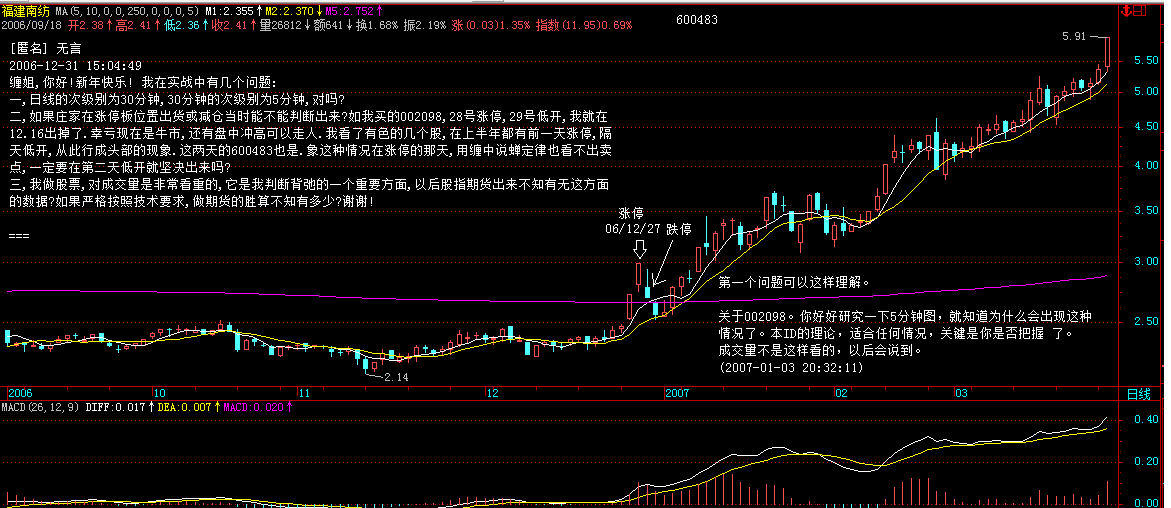 福建南纺 MA(5,10,0,0,250,0,0,0,5) M1:2.355↑M2:2.370↓M5:2.752↑
2006/09/18 开2.38↑高2.41↑低2.36↓收2.41↑量26812↓额641↓换1.68% 振2.19% 涨(0.03)1.35% 指数(11.95)0.69%
600483
[匿名] 无言
2006-12-31 15:04:49
缠姐,你好!新年快乐! 我在实战中有几个问题:
一,日线的次级别为30分钟,30分钟的次级别为5分钟,对吗?
二,如果庄家在涨停板位置出货或减仓当时能不能判断出来?如我买的002098,28号涨停,29号低开,我就在
12.16出掉了.幸亏现在是牛市,还有盘中冲高可以走人.我看了有色的几个股,在上半年都有前一天涨停,隔
天低开,从此行成头部的现象.这两天的600483也是.象这种情况在涨停的那天,用缠中说蝉定律也看不出卖
点,一定要在第二天低开就坚决出来吗?
三,我做股票,对成交量是非常看重的,它是我判断背弛的一个重要方面,以后股指期货出来不知有无这方面
的数据?如果严格按照技术要求,做期货的胜算不知有多少?谢谢!
===
涨停
06/12/27 跌停
第一个问题可以这样理解。
关于002098。你好好研究一下5分钟图，就知道为什么会出现这种
情况了。本ID的理论，适合任何情况，关键是你是否把握 了。
成交量不是这样看的，以后会说到。
(2007-01-03 20:32:11)
5.91
5.50
5.00
4.50
4.00
3.50
3.00
2.50
2.14
2006 10 11 12 2007 02 03 日线
MACD(26,12,9) DIFF:0.017↑DEA:0.007↑MACD:0.020↑
0.40
0.20
0.00